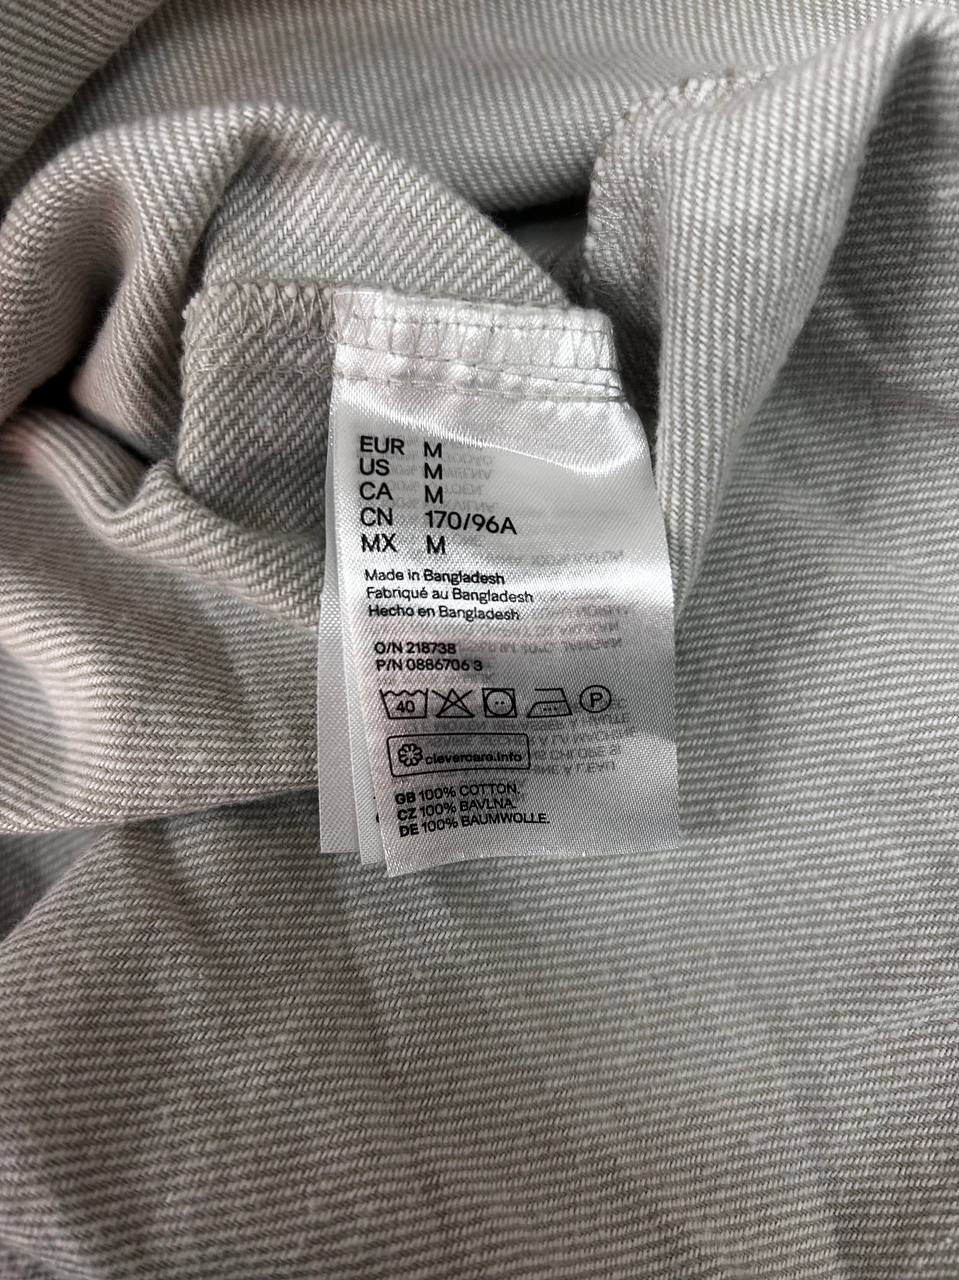 EUR M
US M
CA M
CN 170/96A
MX M
Made in Bangladesh
Fabriqué au Bangladesh
Hecho en Bangladesh
O/N 218738
P/N 0886706 3
40
P
clevercare.info
GB 100% COTTON.
CZ 100% BAVLNA.
DE 100% BAUMWOLLE.